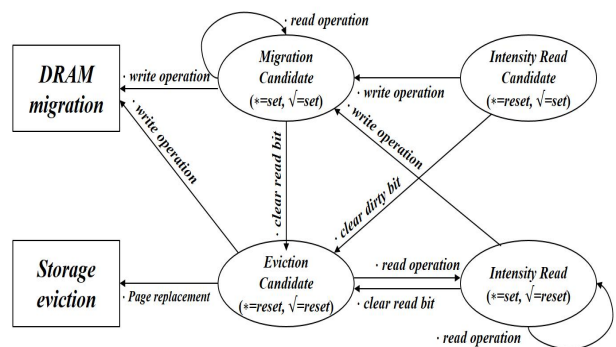 · read operation
DRAM
migration
· write operation
Migration
Candidate
(*=set, √=set)
· write operation
Intensity Read
Candidate
(*=reset, √=set)
· write operation
· clear read bit
· write operation
· clear dirty bit
Storage
eviction
· Page replacement
Eviction
Candidate
(*=reset, √=reset)
· read operation
· clear read bit
Intensity Read
(*=set, √=reset)
· read operation